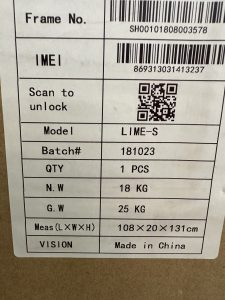 Frame No.
SH00101808003578
IMEI
869313031413237
Scan to
unlock
Model LIME-S
Batch# 181023
QTY 1 PCS
N.W 18 KG
G.W 25 KG
Meas(L×W×H) 108×20×131cm
VISION Made in China